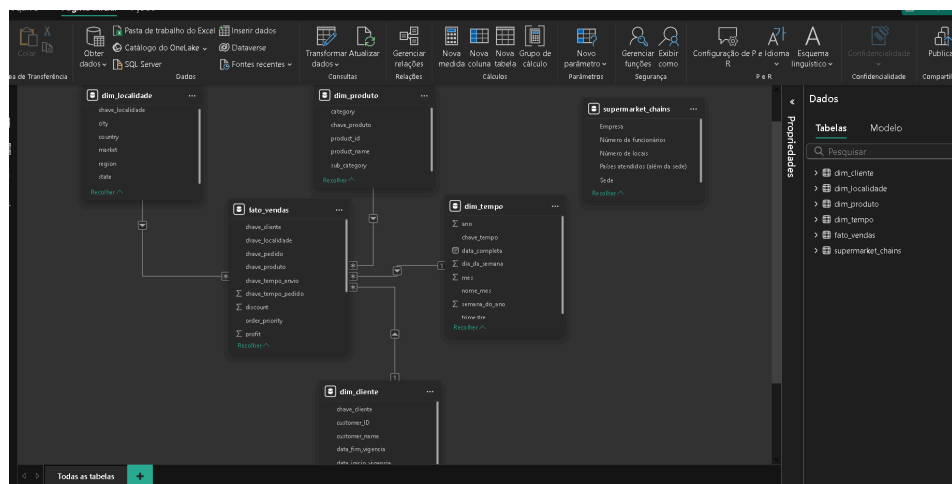 Colar
Obter
dados
Pasta de trabalho do Excel
Catálogo do OneLake
SQL Server
Inserir dados
Dataverse
Fontes recentes
Transformar
dados
Atualizar
Gerenciar
relações
Nova
medida
Nova
coluna
Nova
tabela
Grupo de
cálculo
Novo
parâmetro
Gerenciar
funções
Exibir
como
Configuração de P e
R
Idioma
Esquema
linguístico
Confidencialidade
Publica
ea de Transferência
Dados
Consultas
Relações
Cálculos
Parâmetros
Segurança
P e R
Confidencialidade
Compartil
dim_localidade
chave_localidade
city
country
market
region
state
Recolher
dim_produto
category
chave_produto
product_id
product_name
sub_category
Recolher
supermarket_chains
Empresa
Número de funcionários
Número de locais
Países atendidos (além da sede)
Sede
Recolher
fato_vendas
chave_cliente
chave_localidade
chave_pedido
chave_produto
chave_tempo_envio
chave_tempo_pedido
discount
order_priority
profit
Recolher
dim_tempo
ano
chave_tempo
data_completa
dia_da_semana
mes
nome_mes
semana_do_ano
Recolher
dim_cliente
chave_cliente
customer_ID
customer_name
data_fim_vigencia
data_inicio_vigencia
Propriedades
Dados
Tabelas
Modelo
Pesquisar
dim_cliente
dim_localidade
dim_produto
dim_tempo
fato_vendas
supermarket_chains
Todas as tabelas